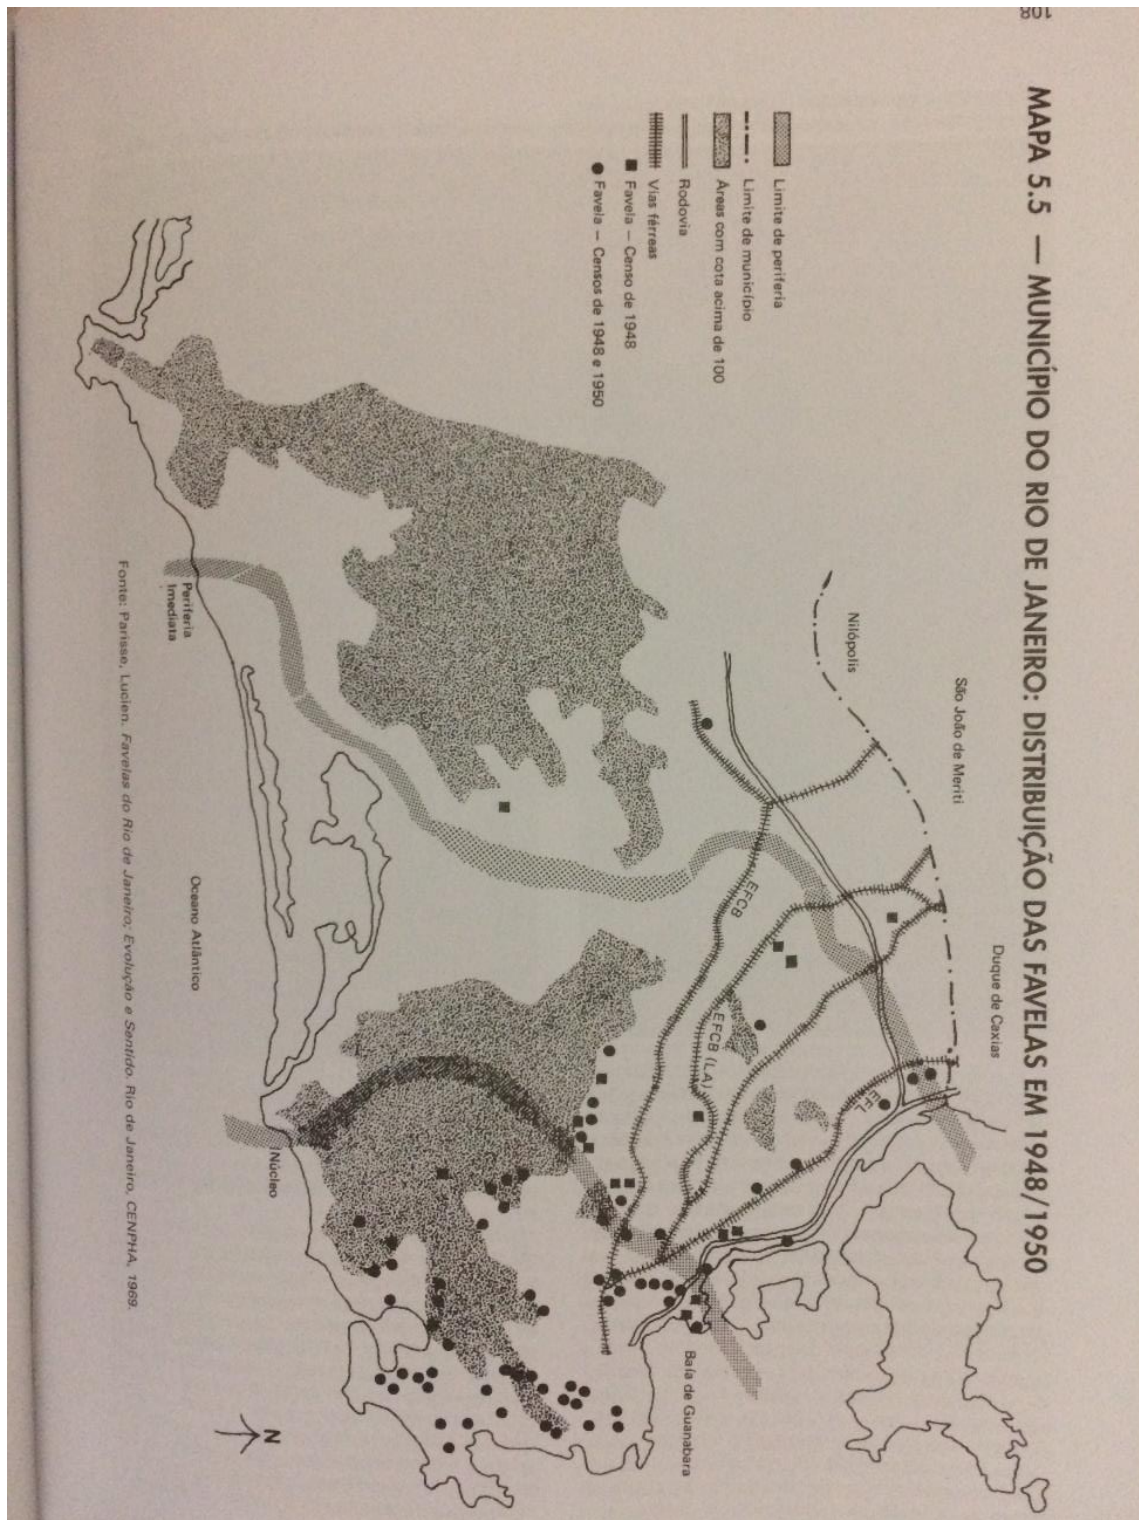 108
MAPA 5.5 — MUNICÍPIO DO RIO DE JANEIRO: DISTRIBUIÇÃO DAS FAVELAS EM 1948/1950
Limite de periferia
Limite de município
Áreas com cota acima de 100
Rodovia
Vias férreas
Favela — Censo de 1948
Favela — Censos de 1948 e 1950
Duque de Caxias
São João de Meriti
Nilópolis
EFCB
EFCB (LA)
EFL
Baía de Guanabara
Periferia
Imediata
Núcleo
Oceano Atlântico
N
Fonte: Parisse, Lucien. Favelas do Rio de Janeiro; Evolução e Sentido. Rio de Janeiro, CENPHA, 1969.